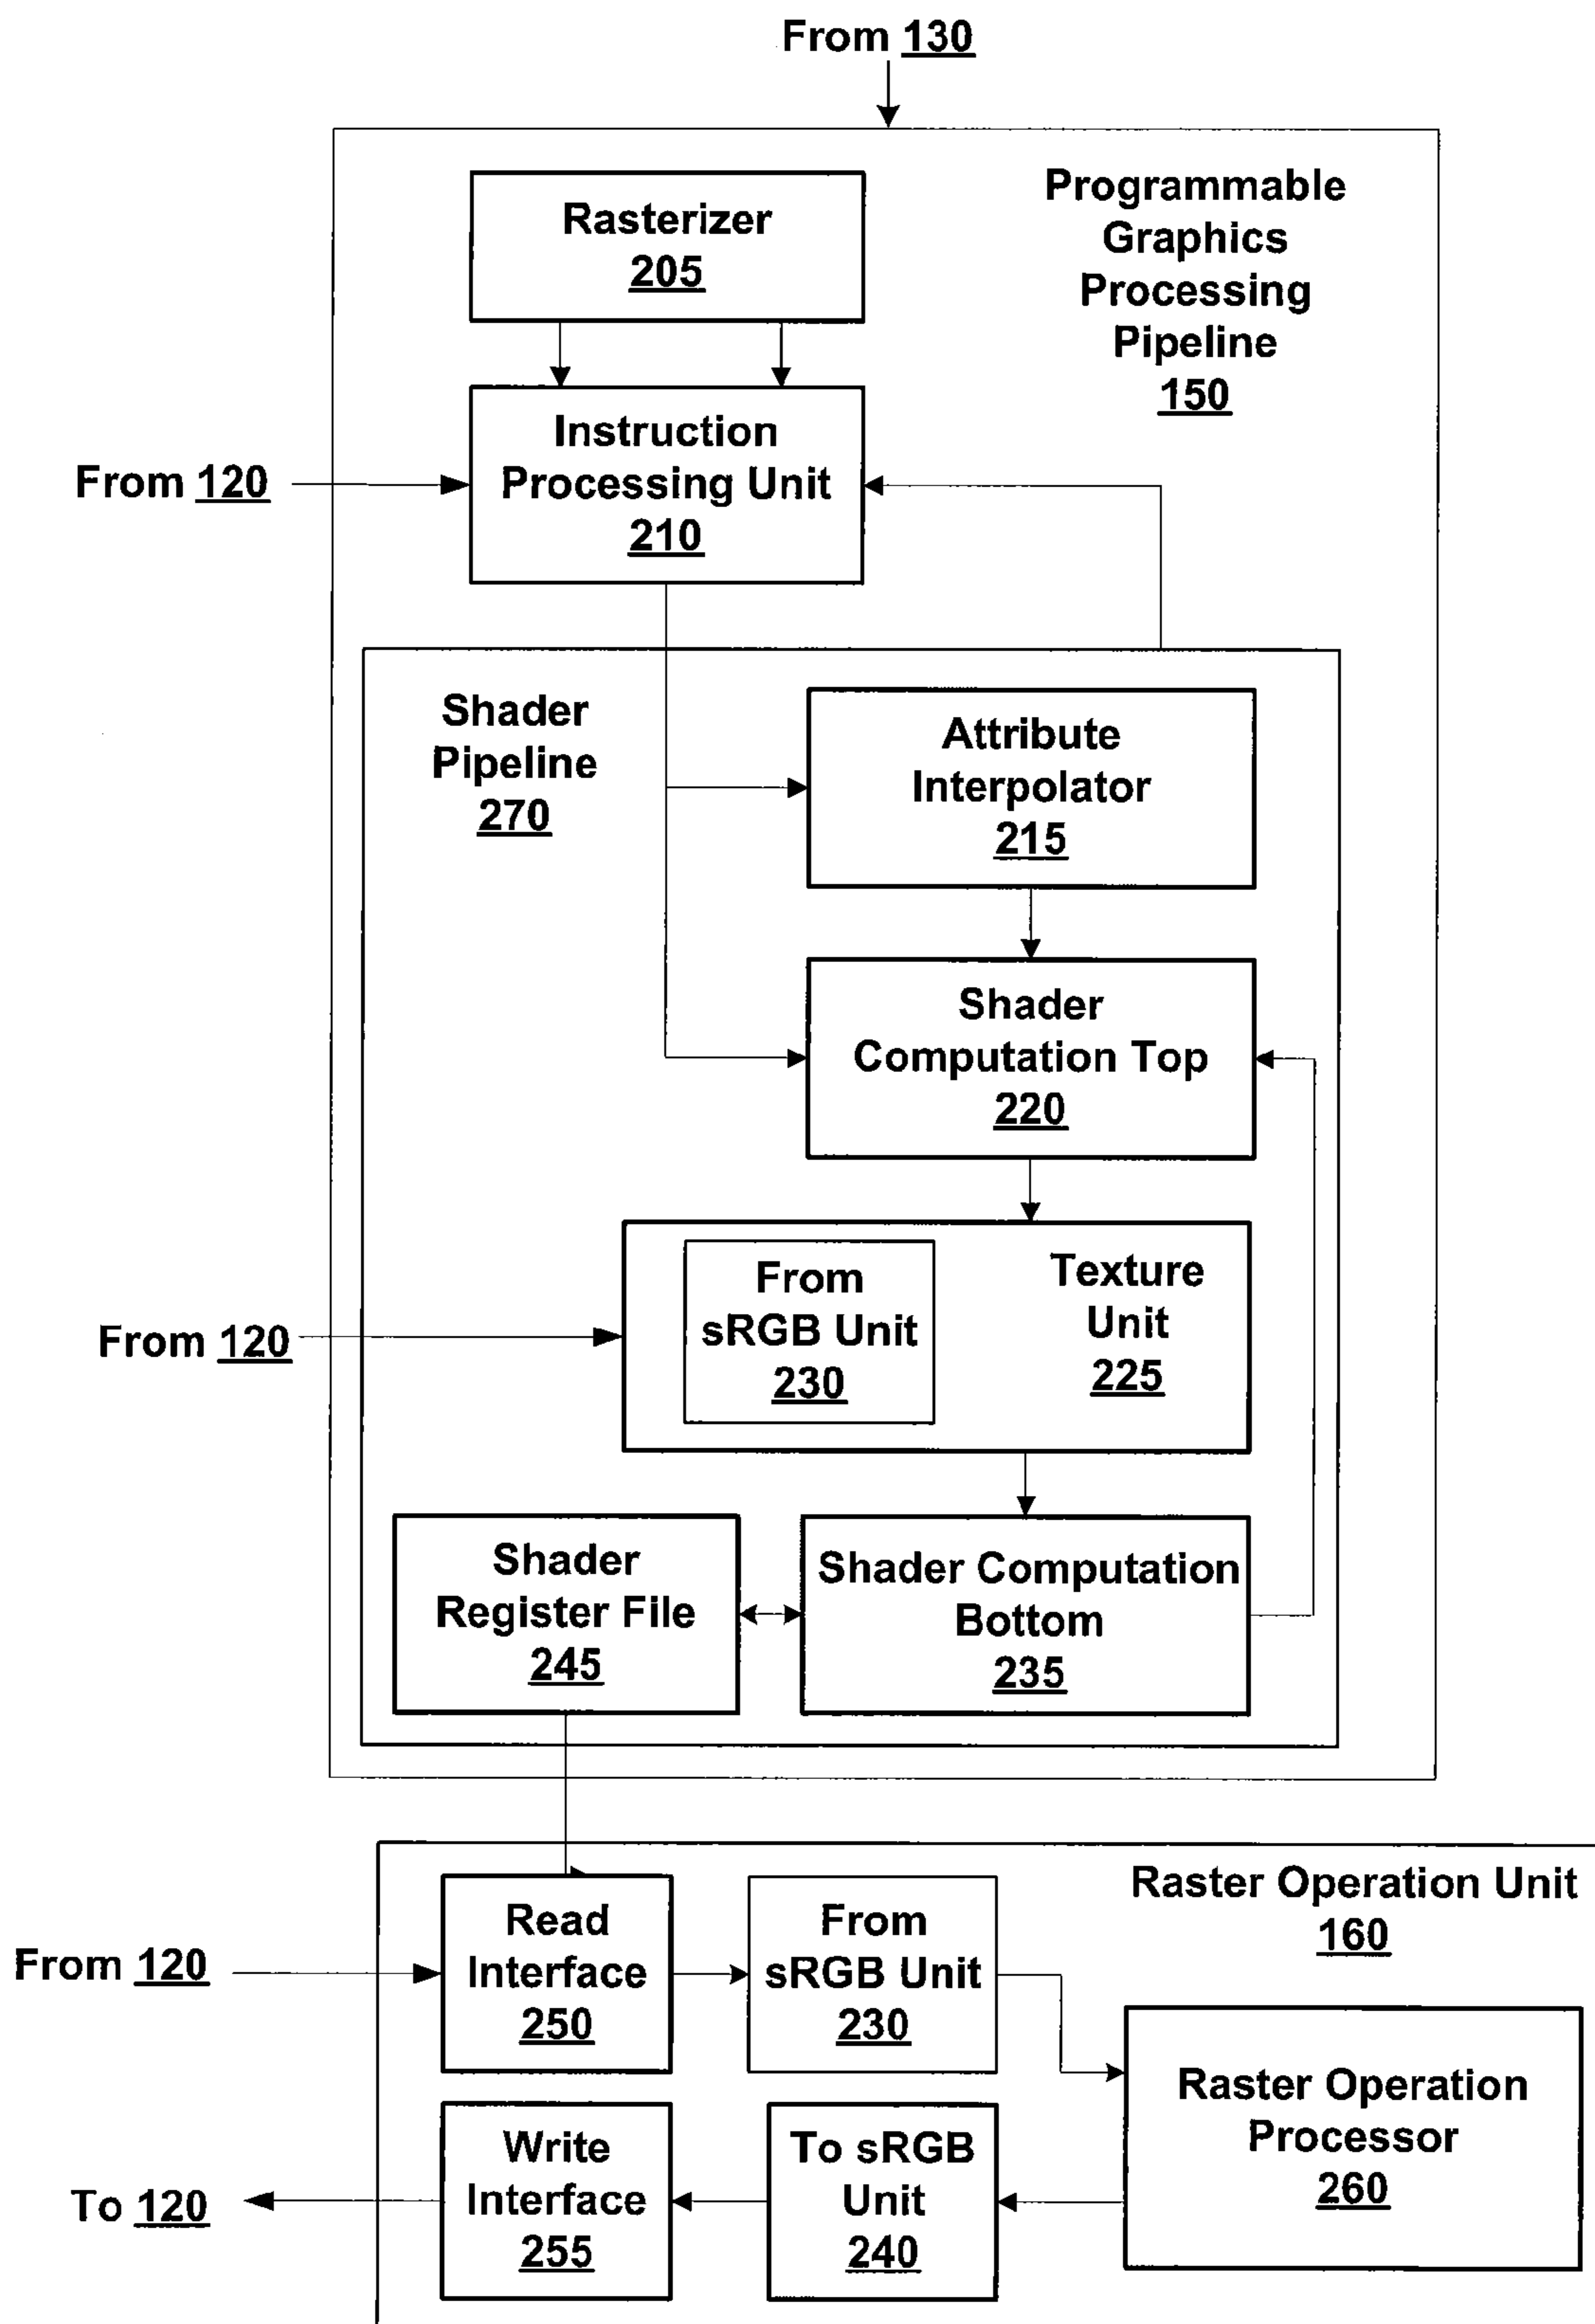 From 130
Rasterizer
205
Programmable
Graphics
Processing
Pipeline
150
Instruction
Processing Unit
210
From 120
Shader
Pipeline
270
Attribute
Interpolator
215
Shader
Computation Top
220
From
sRGB Unit
230
Texture
Unit
225
From 120
Shader
Register File
245
Shader Computation
Bottom
235
Raster Operation Unit
160
Read
Interface
250
From
sRGB Unit
230
From 120
Raster Operation
Processor
260
Write
Interface
255
To sRGB
Unit
240
To 120